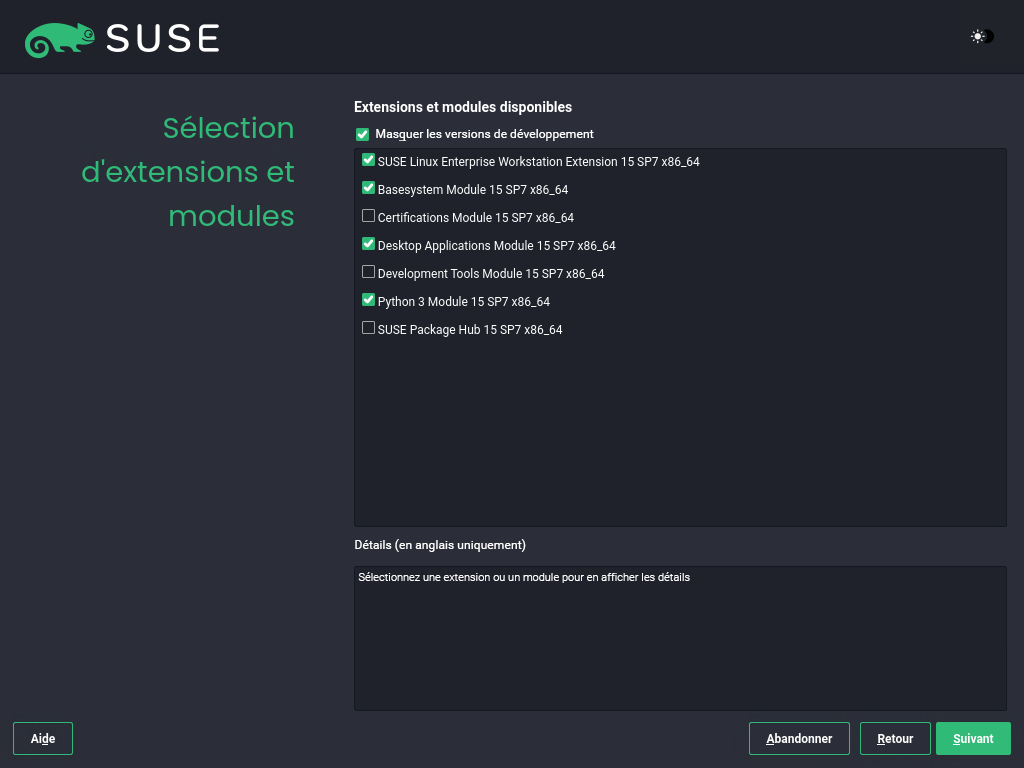 SUSE
Sélection
d'extensions et
modules
Extensions et modules disponibles
Masquer les versions de développement
SUSE Linux Enterprise Workstation Extension 15 SP7 x86_64
Basesystem Module 15 SP7 x86_64
Certifications Module 15 SP7 x86_64
Desktop Applications Module 15 SP7 x86_64
Development Tools Module 15 SP7 x86_64
Python 3 Module 15 SP7 x86_64
SUSE Package Hub 15 SP7 x86_64
Détails (en anglais uniquement)
Sélectionnez une extension ou un module pour en afficher les détails
Aide
Abandonner
Retour
Suivant